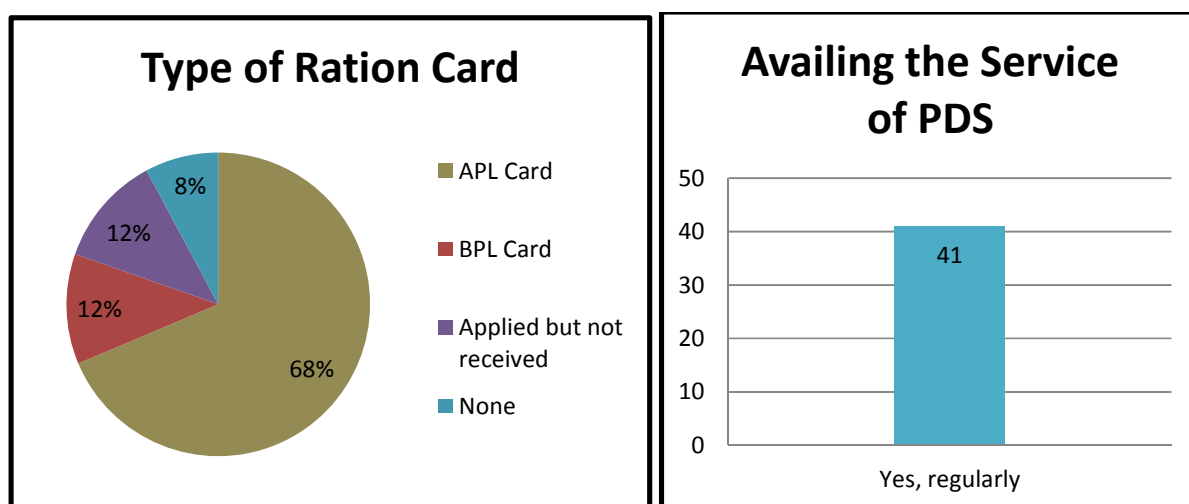 Type of Ration Card
8%
12%
12%
68%
APL Card
BPL Card
Applied but not
received
None
Availing the Service
of PDS
50
40
30
20
10
0
41
Yes, regularly